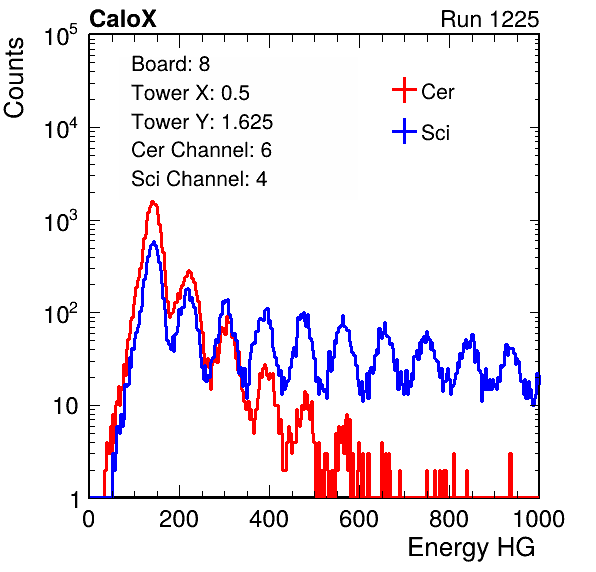 CaloX Run 1225
Counts
10^5
10^4
10^3
10^2
10
1
Board: 8
Tower X: 0.5
Tower Y: 1.625
Cer Channel: 6
Sci Channel: 4
Cer
Sci
0 200 400 600 800 1000
Energy HG